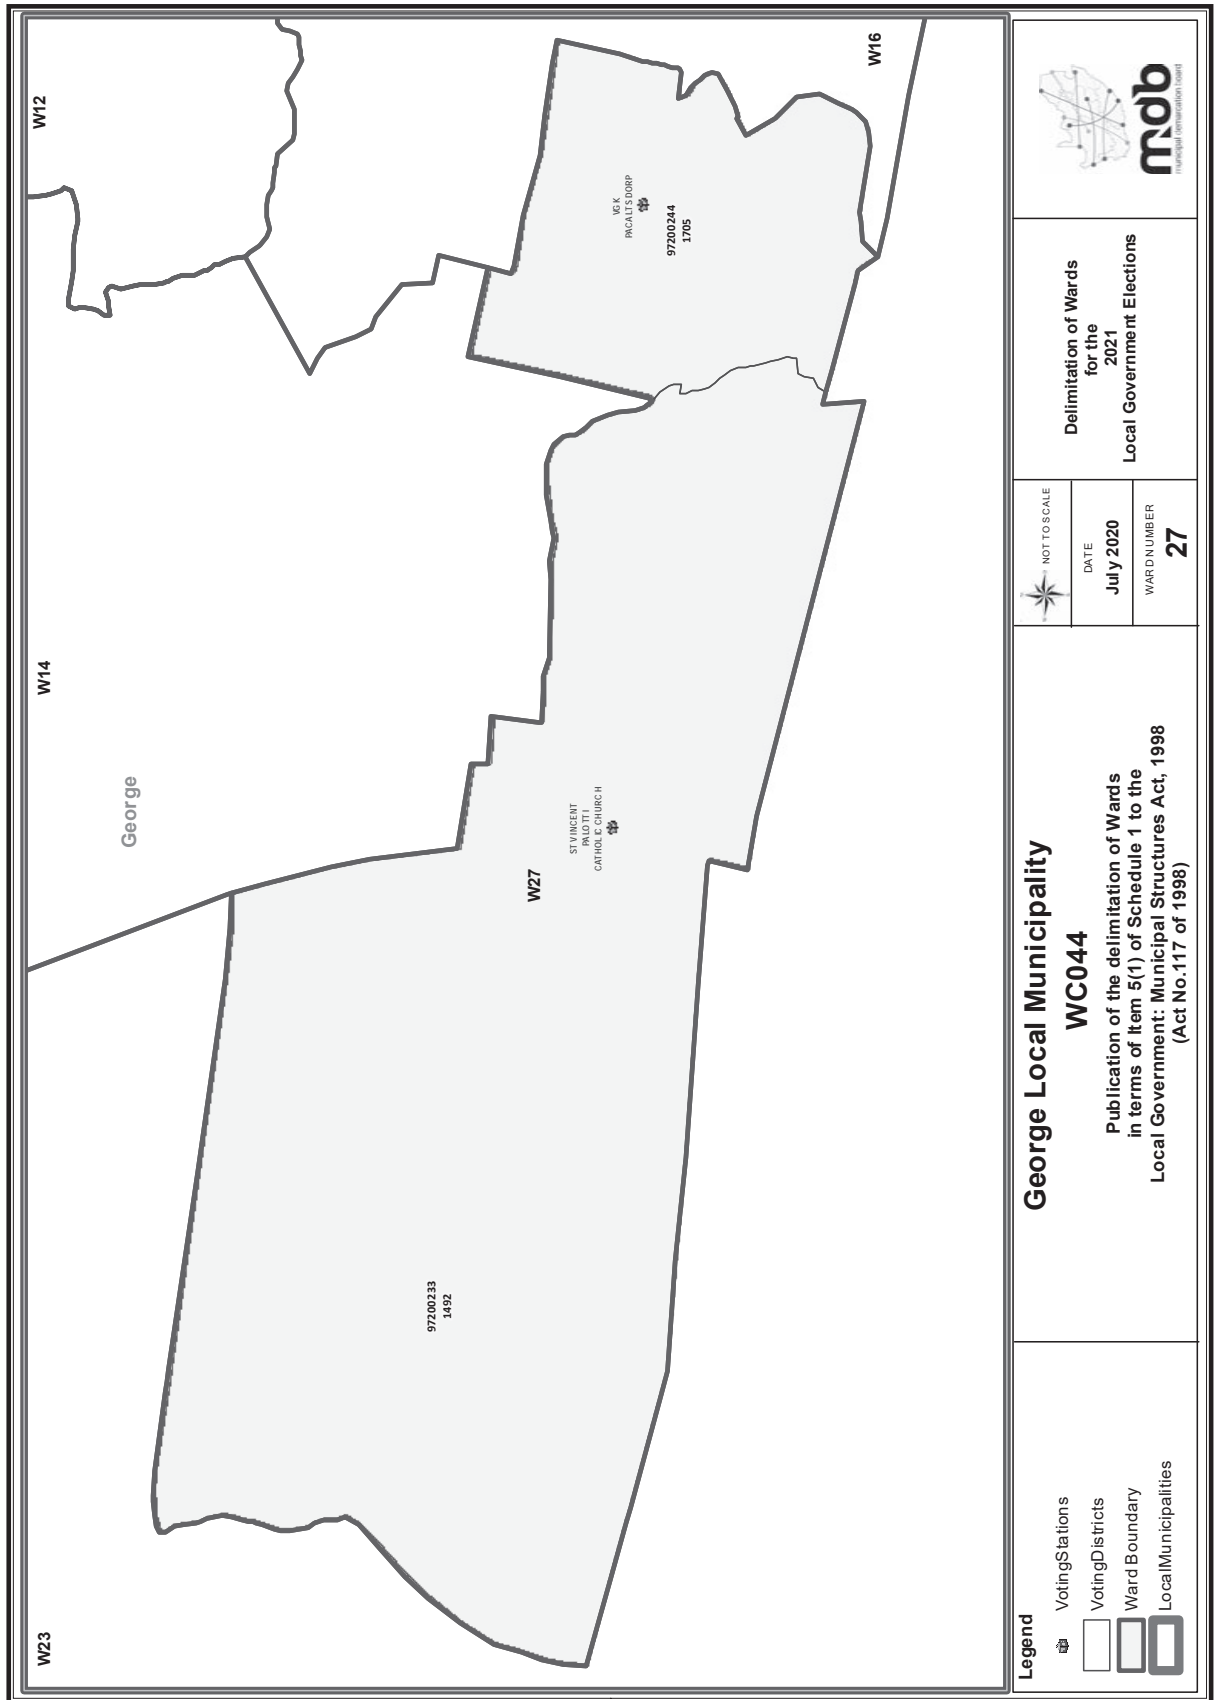 W23
W14
W12
George
W16
W27
97200233
1492
ST VINCENT
PALOTTI
CATHOLIC CHURCH
VGK
PACALTSDORP
97200244
1705
Legend
VotingStations
VotingDistricts
Ward Boundary
LocalMunicipalities
George Local Municipality
WC044
Publication of the delimitation of Wards
in terms of Item 5(1) of Schedule 1 to the
Local Government: Municipal Structures Act, 1998
(Act No.117 of 1998)
NOT TO SCALE
DATE
July 2020
WARD NUMBER
27
Delimitation of Wards
for the
2021
Local Government Elections
mdb
municipal demarcation board